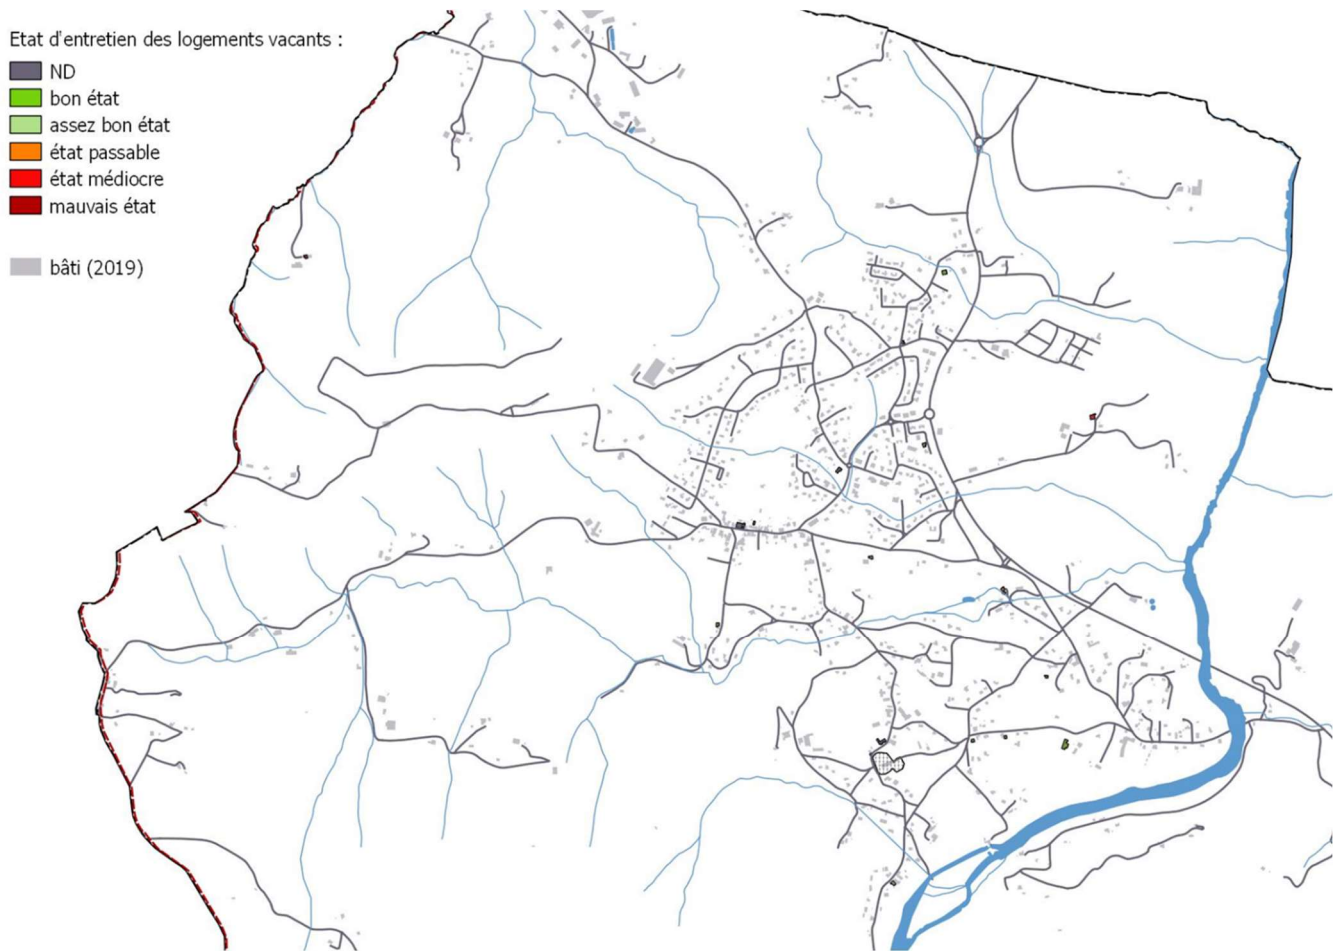 Etat d'entretien des logements vacants :
ND
bon état
assez bon état
état passable
état médiocre
mauvais état
bâti (2019)